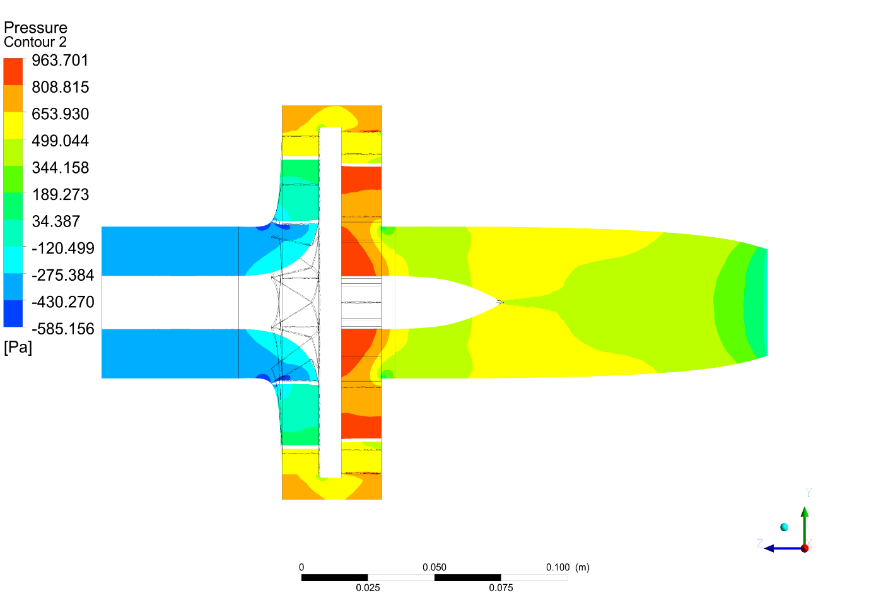 Pressure
Contour 2
963.701
808.815
653.930
499.044
344.158
189.273
34.387
-120.499
-275.384
-430.270
-585.156
[Pa]
Y
Z
0 0.050 0.100 (m)
0.025 0.075